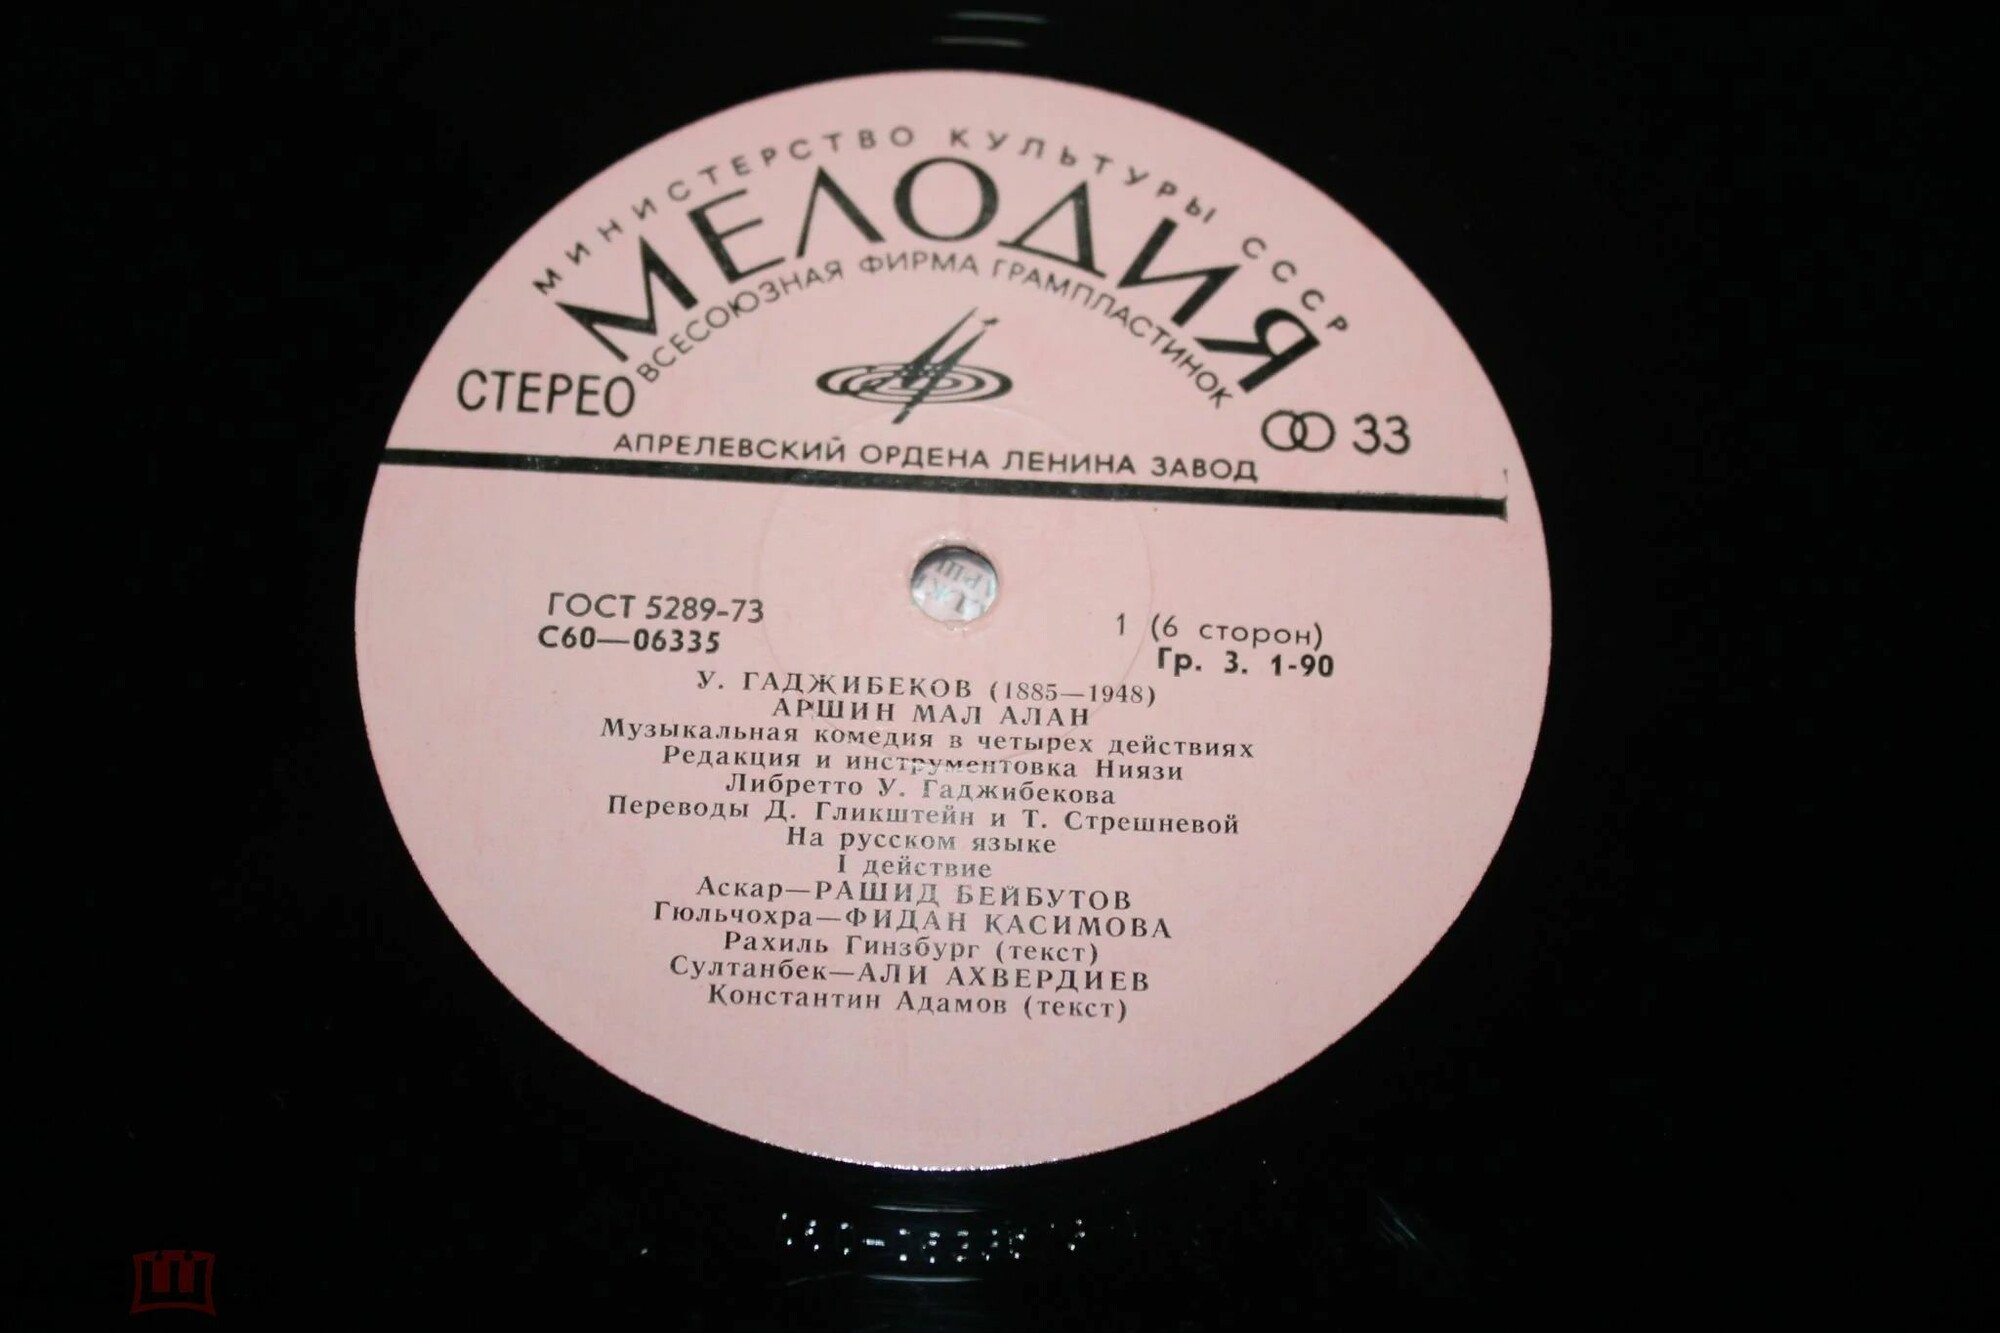 МИНИСТЕРСТВО КУЛЬТУРЫ СССР
МЕЛОДИЯ
ВСЕСОЮЗНАЯ ФИРМА ГРАМПЛАСТИНОК
СТЕРЕО
33
АПРЕЛЕВСКИЙ ОРДЕНА ЛЕНИНА ЗАВОД
ГОСТ 5289-73
1 (6 сторон)
С60—06335
Гр. 3. 1-90
У. ГАДЖИБЕКОВ (1885—1948)
АРШИН МАЛ АЛАН
Музыкальная комедия в четырех действиях
Редакция и инструментовка Ниязи
Либретто У. Гаджибекова
Переводы Д. Гликштейн и Т. Стрешневой
На русском языке
I действие
Аскар—РАШИД БЕЙБУТОВ
Гюльчохра—ФИДАН КАСИМОВА
Рахиль Гинзбург (текст)
Султанбек—АЛИ АХВЕРДИЕВ
Константин Адамов (текст)